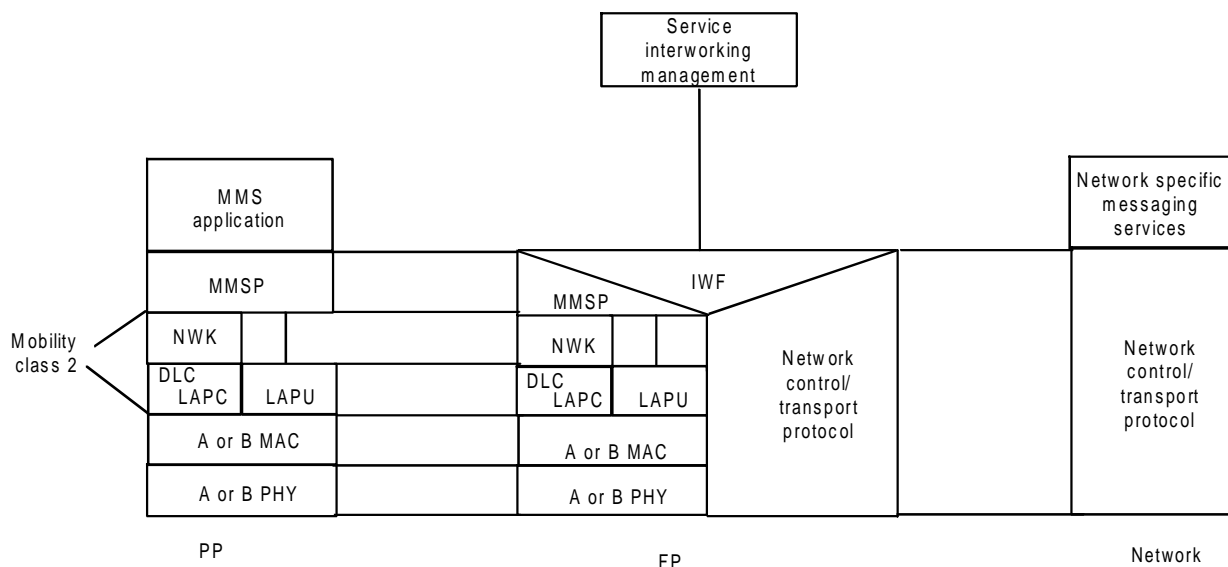 Service
interworking
management
MMS
application
Network specific
messaging
services
MMSP
IWF
MMSP
Mobility
class 2
NWK
NWK
Network
control/
transport
protocol
Network
control/
transport
protocol
DLC
LAPC
LAPU
DLC
LAPC
LAPU
A or B MAC
A or B MAC
A or B PHY
A or B PHY
PP
FP
Network